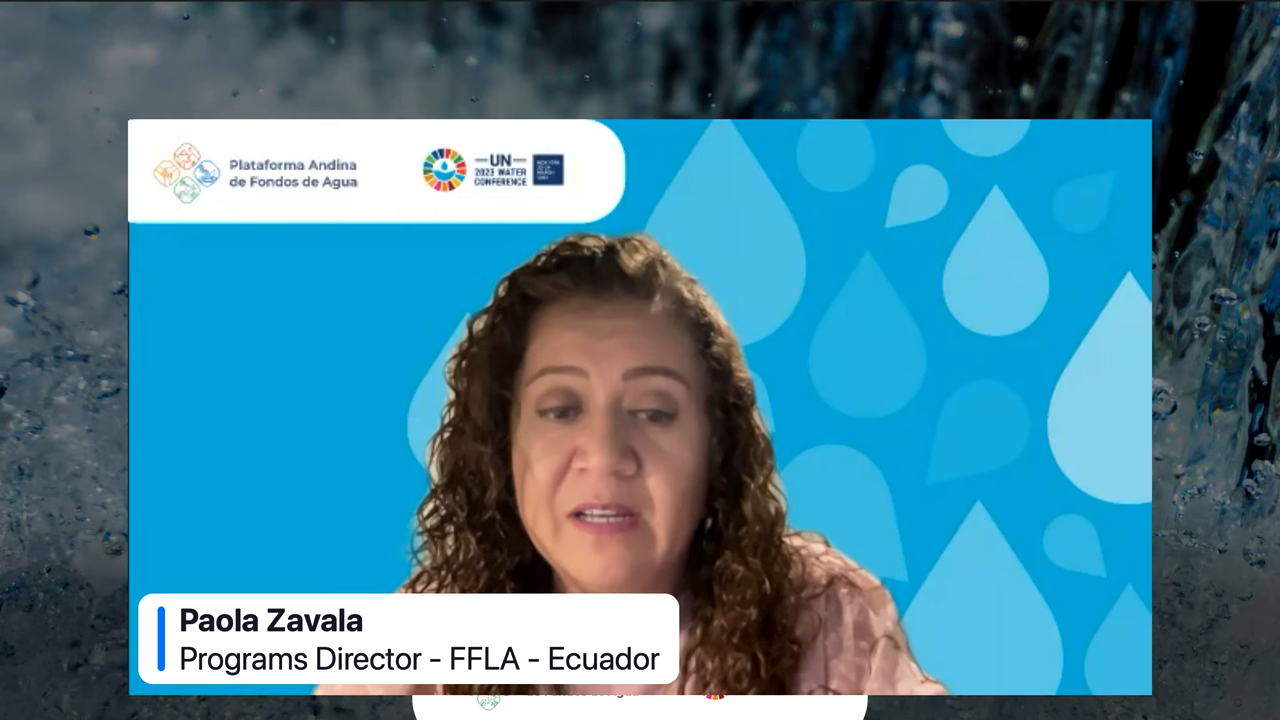 Plataforma Andina
de Fondos de Agua
UN
2023 WATER
CONFERENCE
Paola Zavala
Programs Director - FFLA - Ecuador